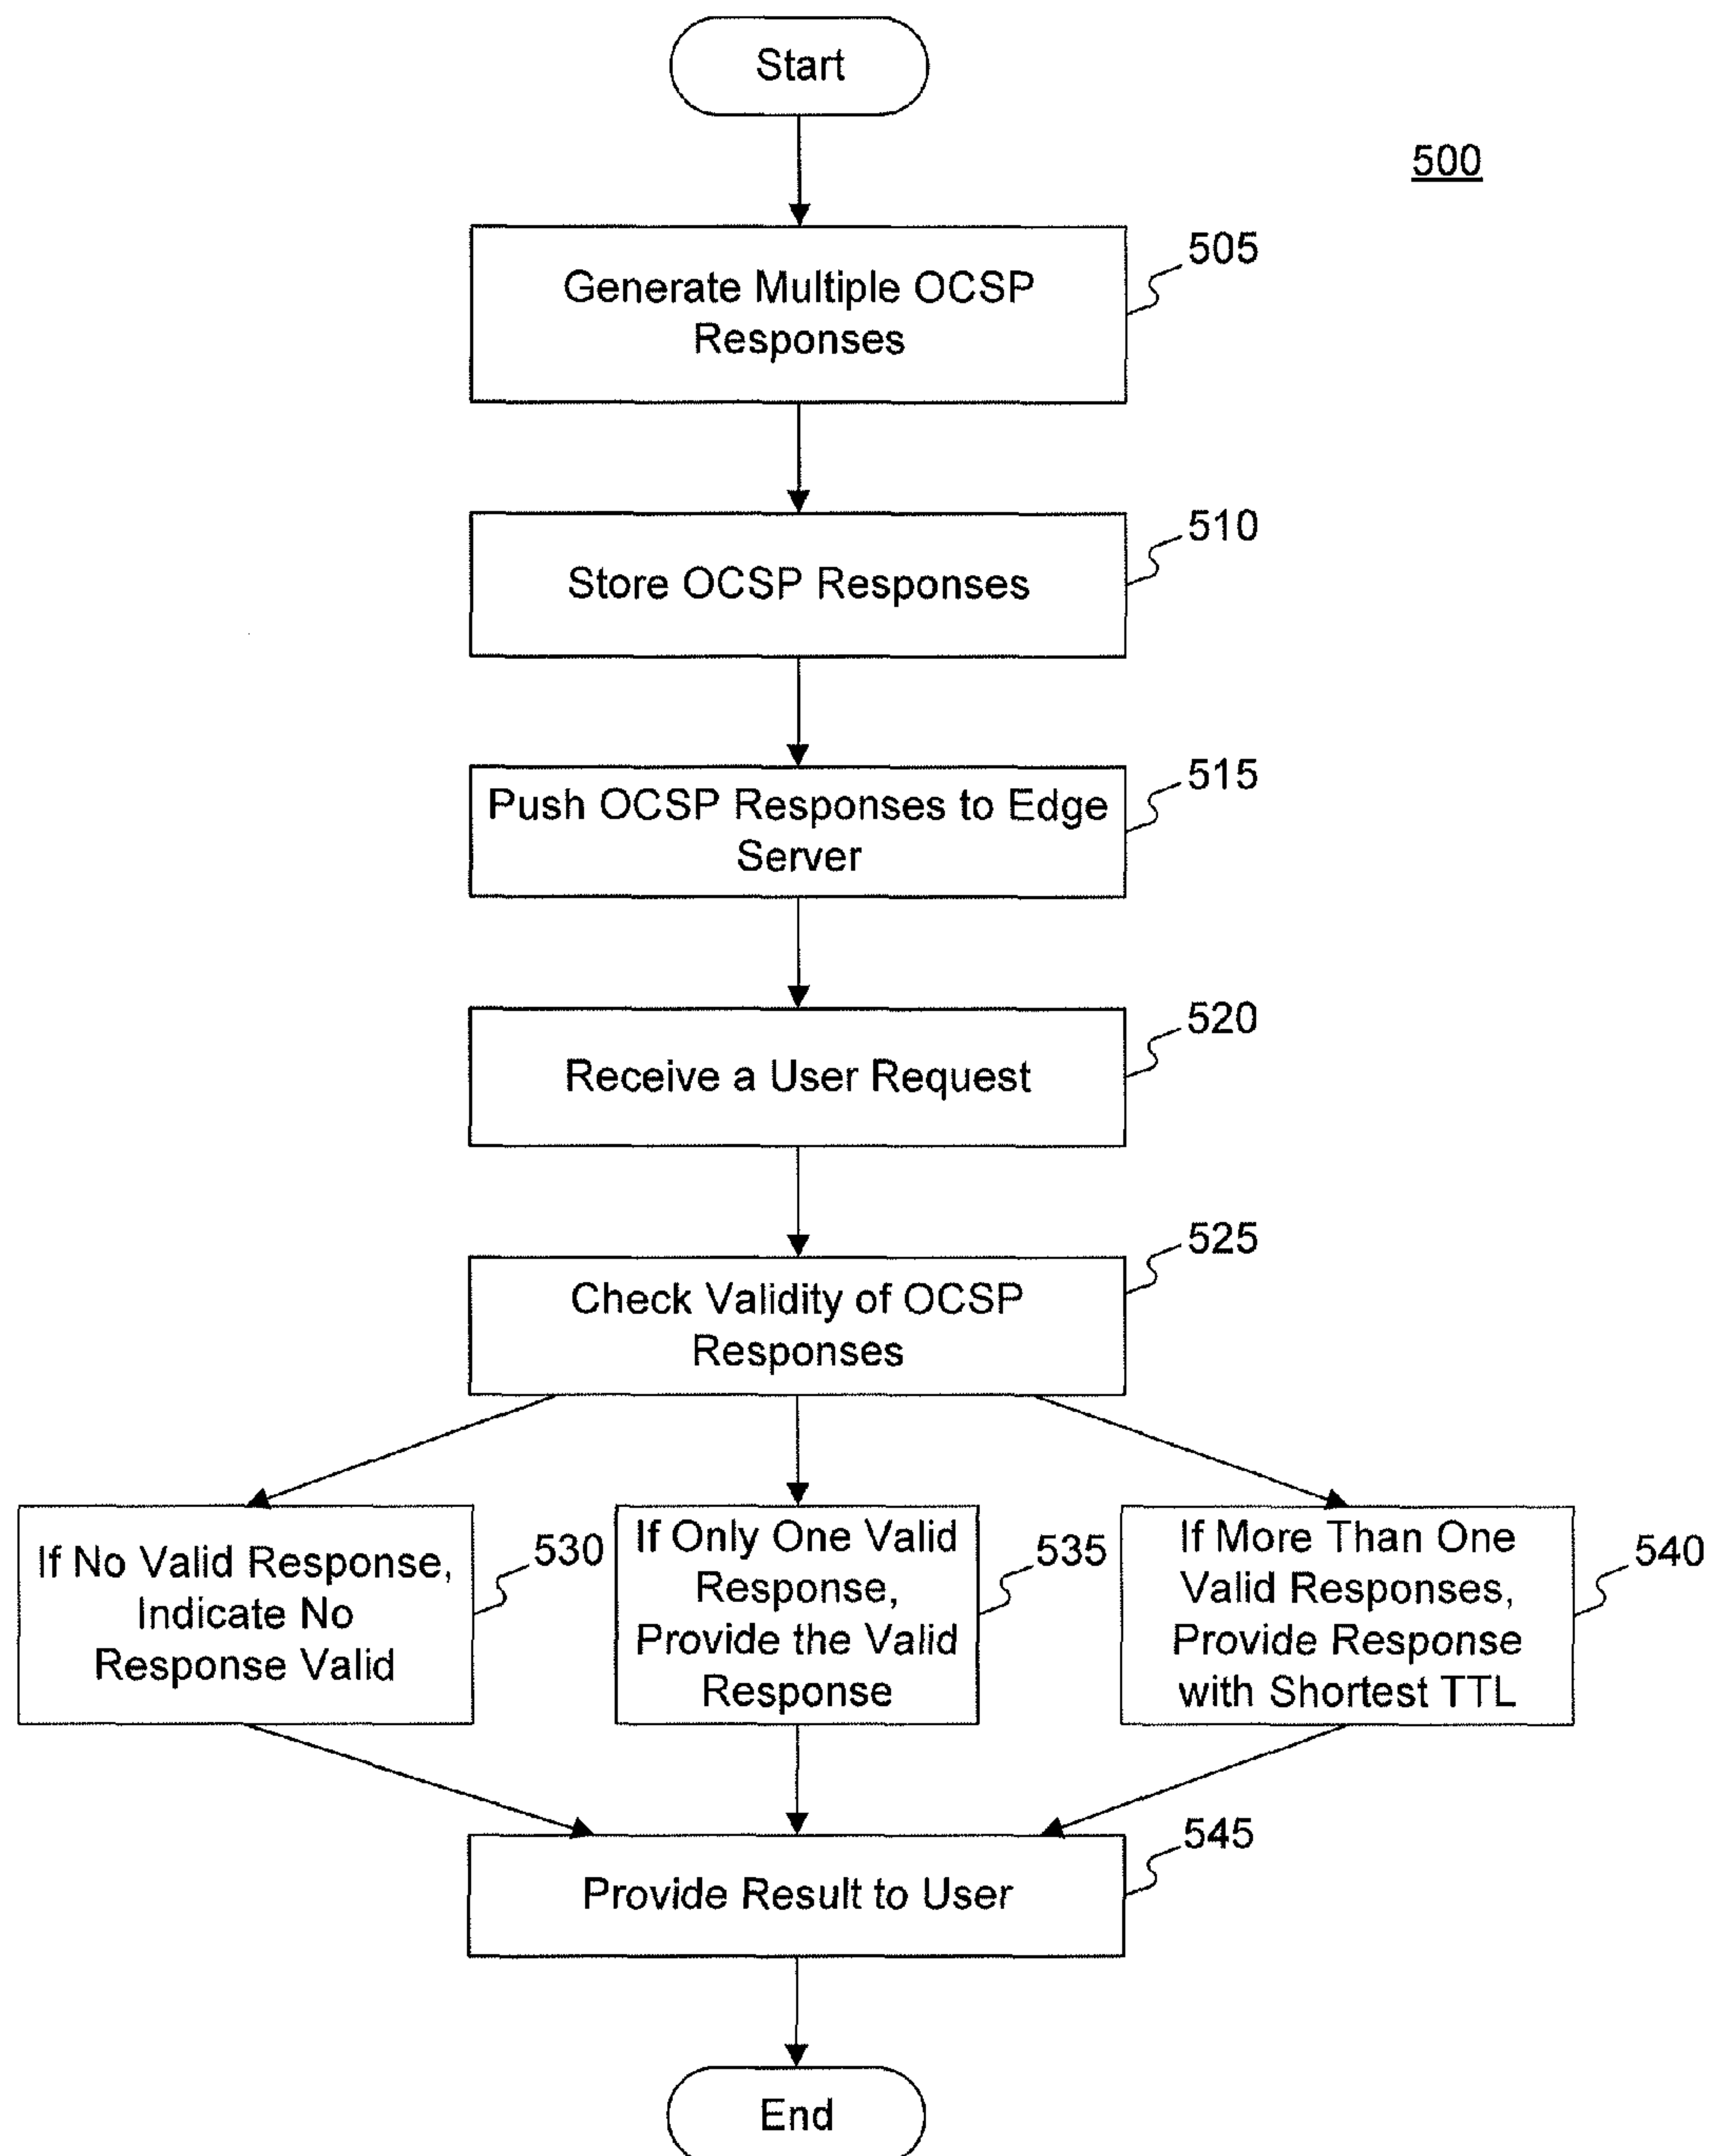 Start
500
Generate Multiple OCSP
Responses
505
Store OCSP Responses
510
Push OCSP Responses to Edge
Server
515
Receive a User Request
520
Check Validity of OCSP
Responses
525
If No Valid Response,
Indicate No
Response Valid
530
If Only One Valid
Response,
Provide the Valid
Response
535
If More Than One
Valid Responses,
Provide Response
with Shortest TTL
540
Provide Result to User
545
End